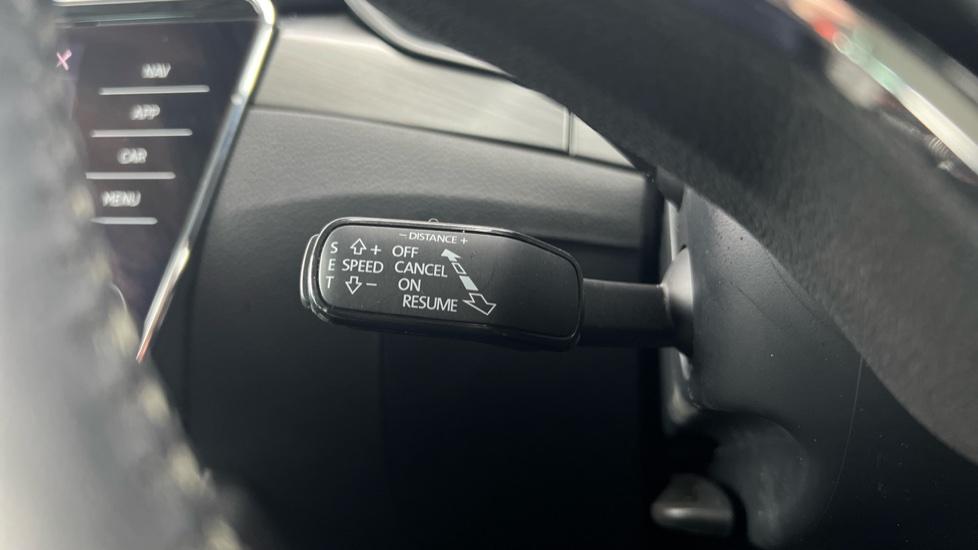 NAV
APP
CAR
MENU
− DISTANCE +
S + OFF
E SPEED CANCEL
T − ON
RESUME